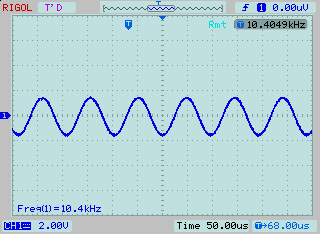 RIGOL T'D 1 0.00uV
Rmt T 10.4049kHz
1
Freq(1)=10.4kHz
CH1 2.00V Time 50.00us T→68.00us